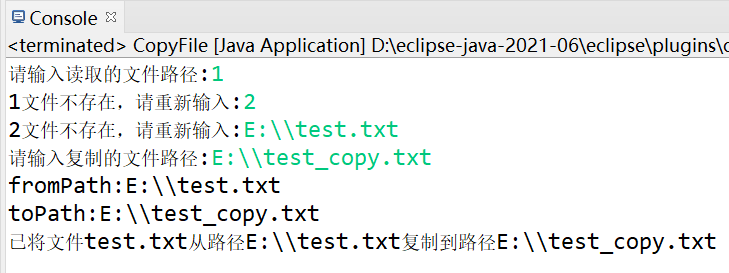 Console
<terminated> CopyFile [Java Application] D:\eclipse-java-2021-06\eclipse\plugins\
请输入读取的文件路径:1
1文件不存在，请重新输入:2
2文件不存在，请重新输入:E:\\test.txt
请输入复制的文件路径:E:\\test_copy.txt
fromPath:E:\\test.txt
toPath:E:\\test_copy.txt
已将文件test.txt从路径E:\\test.txt复制到路径E:\\test_copy.txt